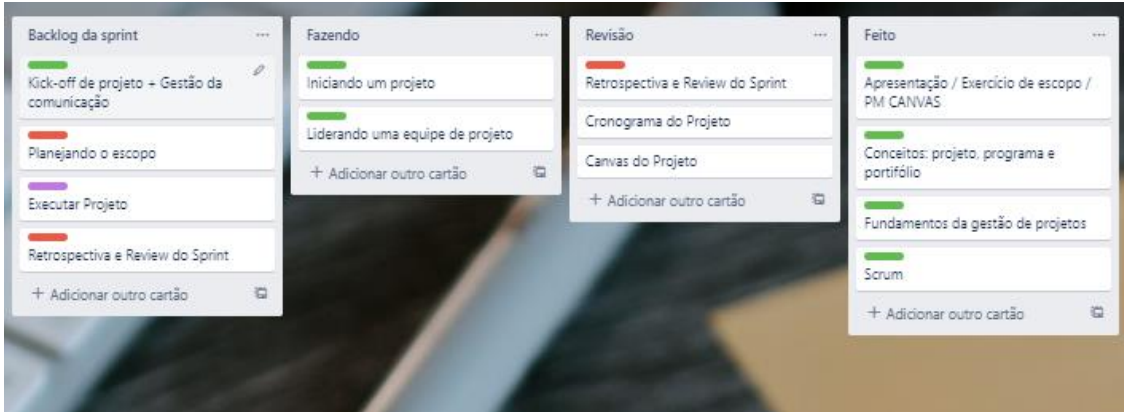 Backlog da sprint
Kick-off de projeto + Gestão da
comunicação
Planejando o escopo
Executar Projeto
Retrospectiva e Review do Sprint
+ Adicionar outro cartão
Fazendo
Iniciando um projeto
Liderando uma equipe de projeto
+ Adicionar outro cartão
Revisão
Retrospectiva e Review do Sprint
Cronograma do Projeto
Canvas do Projeto
+ Adicionar outro cartão
Feito
Apresentação / Exercício de escopo /
PM CANVAS
Conceitos: projeto, programa e
portifólio
Fundamentos da gestão de projetos
Scrum
+ Adicionar outro cartão